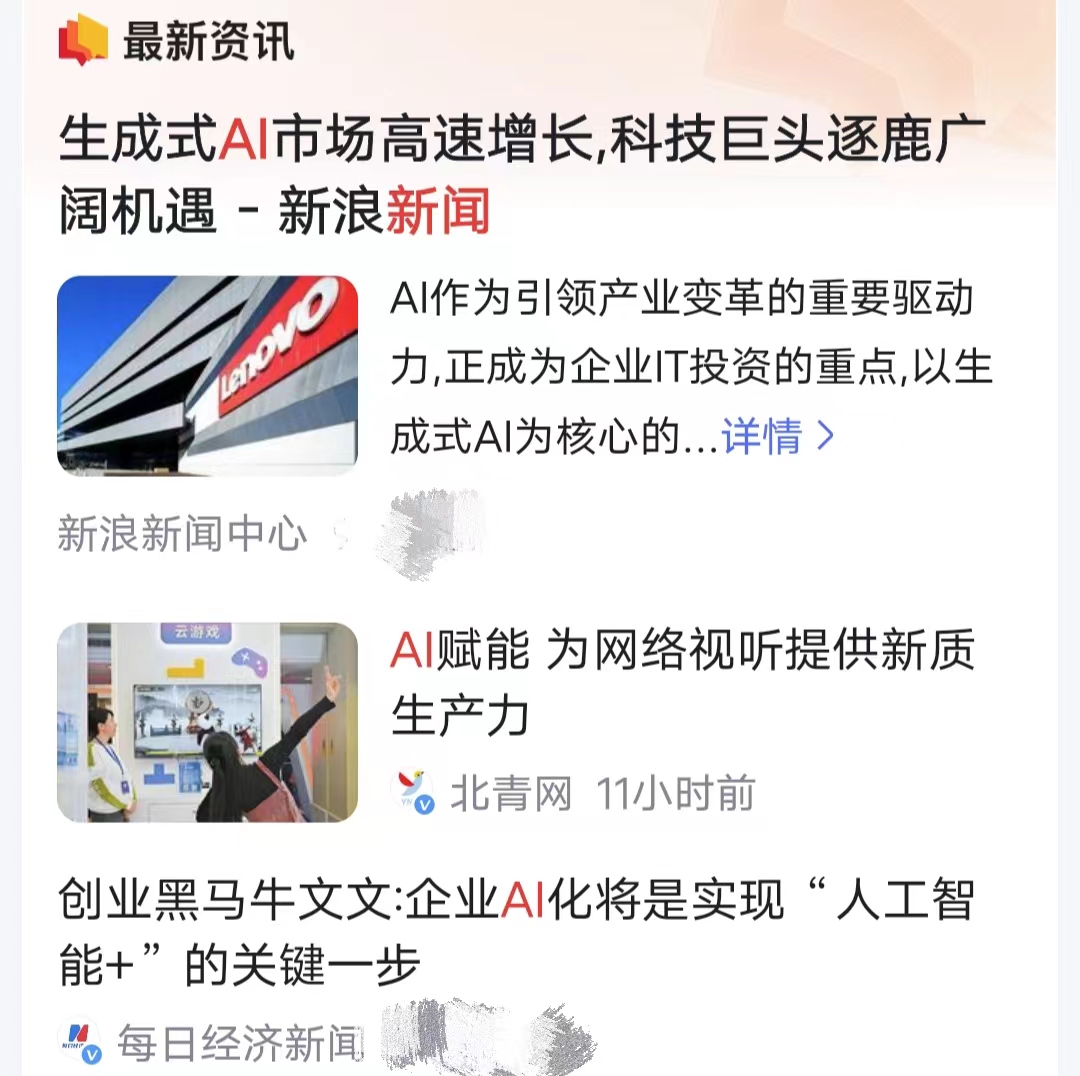 最新资讯
生成式AI市场高速增长,科技巨头逐鹿广
阔机遇 - 新浪新闻
Lenovo
AI作为引领产业变革的重要驱动
力,正成为企业IT投资的重点,以生
成式AI为核心的...详情 >
新浪新闻中心
云游戏
AI赋能 为网络视听提供新质
生产力
北青网 11小时前
创业黑马牛文文:企业AI化将是实现“人工智
能+”的关键一步
每日经济新闻